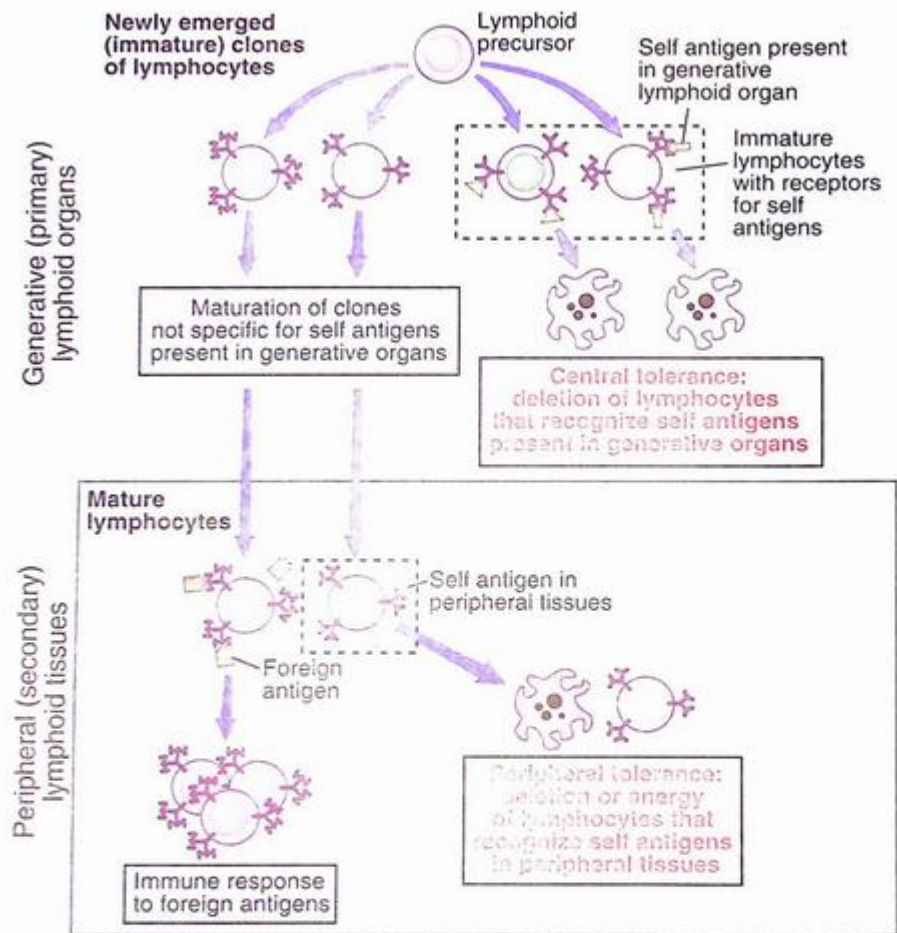 Newly emerged
(immature) clones
of lymphocytes
Lymphoid
precursor
Self antigen present
in generative
lymphoid organ
Immature
lymphocytes
with receptors
for self
antigens
Generative (primary)
lymphoid organs
Maturation of clones
not specific for self antigens
present in generative organs
Central tolerance:
deletion of lymphocytes
that recognize self antigens
present in generative organs
Mature
lymphocytes
Self antigen in
peripheral tissues
Foreign
antigen
Peripheral (secondary)
lymphoid tissues
Peripheral tolerance:
deletion or anergy
of lymphocytes that
recognize self antigens
in peripheral tissues
Immune response
to foreign antigens